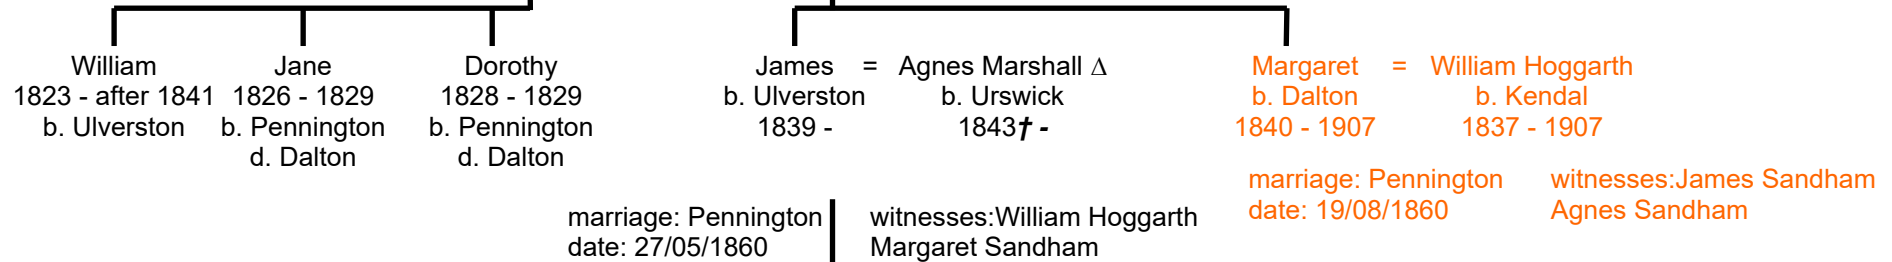 William
1823 - after 1841
b. Ulverston
Jane
1826 - 1829
b. Pennington
d. Dalton
Dorothy
1828 - 1829
b. Pennington
d. Dalton
James = Agnes Marshall Δ
b. Ulverston b. Urswick
1839 - 1843† -
marriage: Pennington
date: 27/05/1860
witnesses:William Hoggarth
Margaret Sandham
Margaret = William Hoggarth
b. Dalton b. Kendal
1840 - 1907 1837 - 1907
marriage: Pennington
date: 19/08/1860
witnesses:James Sandham
Agnes Sandham